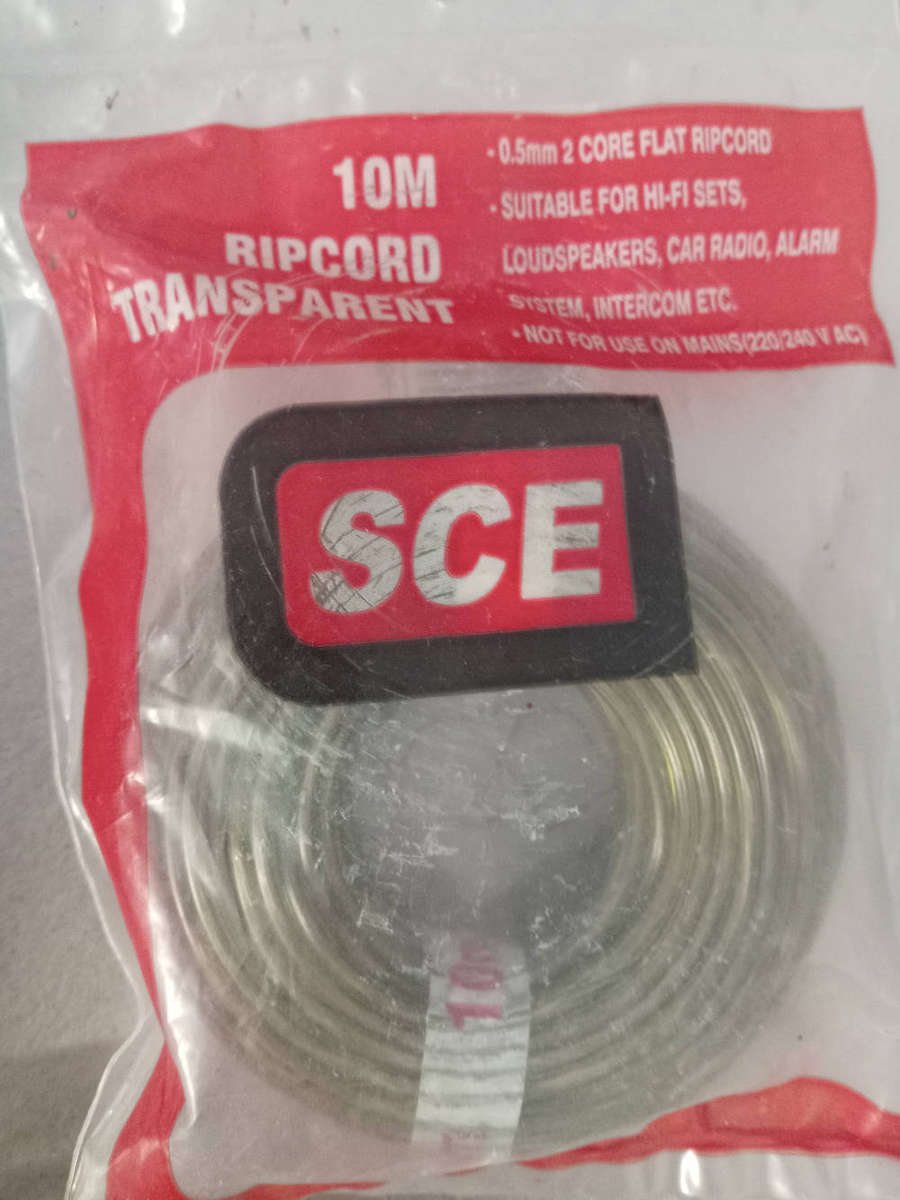 10M
RIPCORD
TRANSPARENT
- 0.5mm 2 CORE FLAT RIPCORD
- SUITABLE FOR HI-FI SETS,
LOUDSPEAKERS, CAR RADIO, ALARM
SYSTEM, INTERCOM ETC.
- NOT FOR USE ON MAINS(220/240 V AC)
SCE
10m